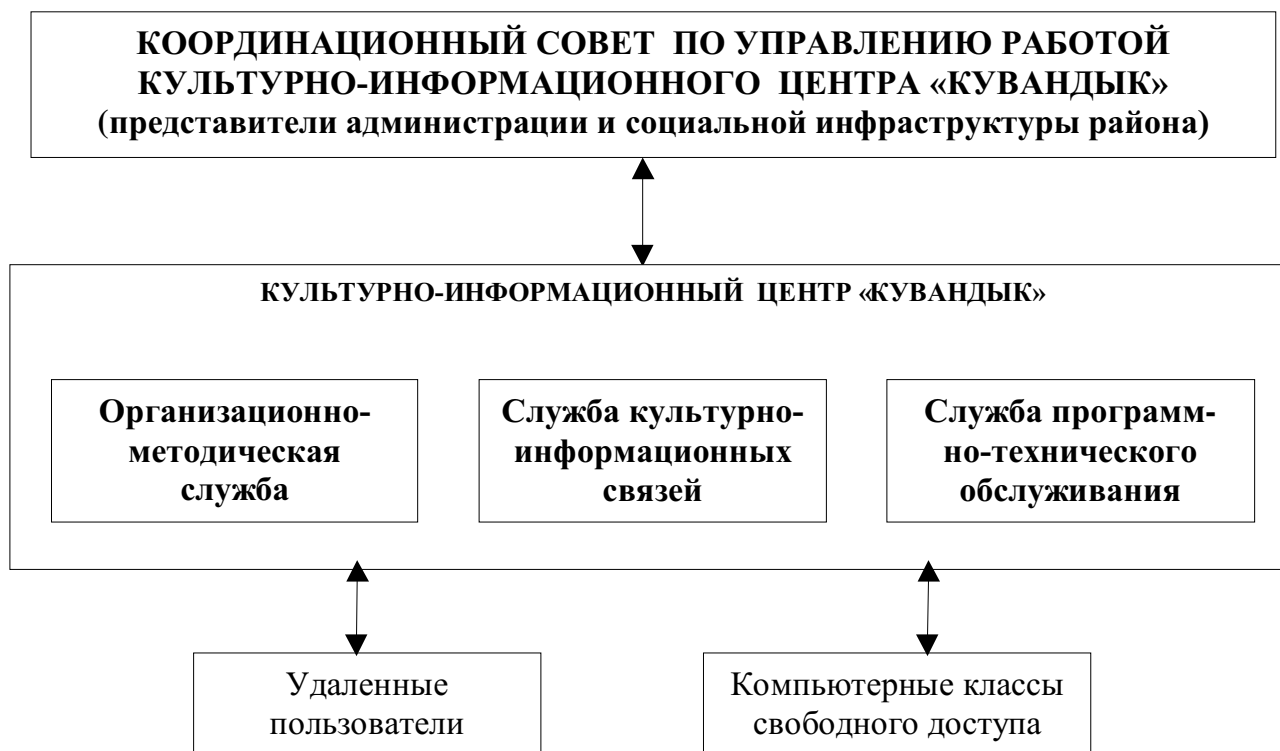 КООРДИНАЦИОННЫЙ СОВЕТ ПО УПРАВЛЕНИЮ РАБОТОЙ
КУЛЬТУРНО-ИНФОРМАЦИОННОГО ЦЕНТРА «КУВАНДЫК»
(представители администрации и социальной инфраструктуры района)
КУЛЬТУРНО-ИНФОРМАЦИОННЫЙ ЦЕНТР «КУВАНДЫК»
Организационно-
методическая
служба
Служба культурно-
информационных
связей
Служба программ-
но-технического
обслуживания
Удаленные
пользователи
Компьютерные классы
свободного доступа